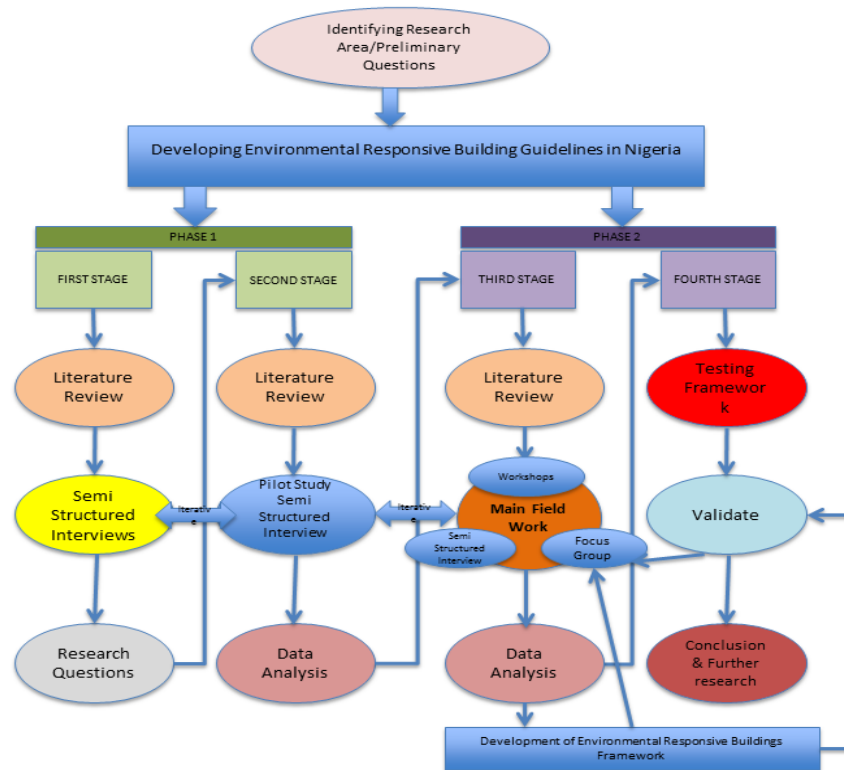 Identifying Research
Area/Preliminary
Questions
Developing Environmental Responsive Building Guidelines in Nigeria
PHASE 1
PHASE 2
FIRST STAGE
SECOND STAGE
THIRD STAGE
FOURTH STAGE
Literature
Review
Literature
Review
Literature
Review
Testing
Framewor
k
Semi
Structured
Interviews
Iterativ
e
Pilot Study
Semi
Structured
Interview
Iterativ
e
Workshops
Main Field
Work
Semi
Structured
Interview
Focus
Group
Validate
Research
Questions
Data
Analysis
Data
Analysis
Conclusion
& Further
research
Development of Environmental Responsive Buildings
Framework